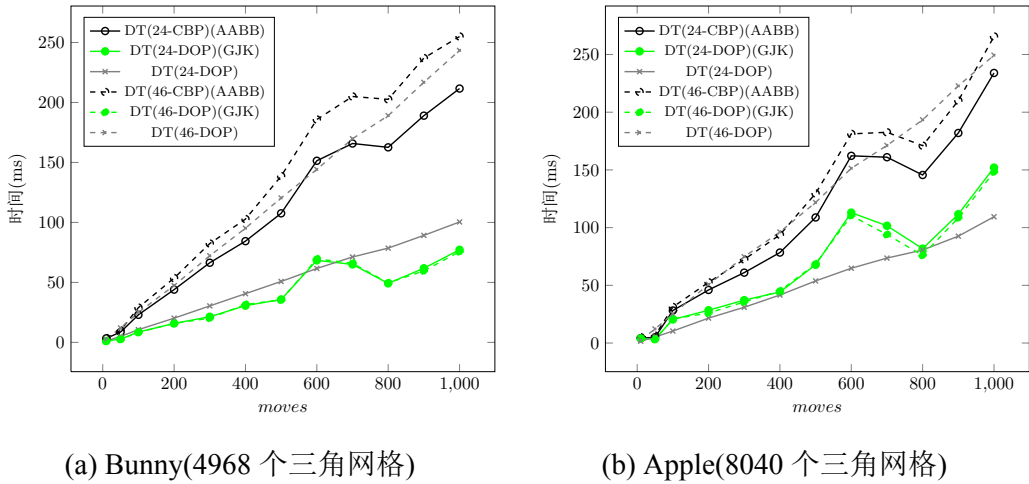 DT(24-CBP)(AABB)
DT(24-DOP)(GJK)
DT(24-DOP)
DT(46-CBP)(AABB)
DT(46-DOP)(GJK)
DT(46-DOP)
250
200
150
100
50
0
时间(ms)
0 200 400 600 800 1,000
moves
(a) Bunny(4968 个三角网格)
DT(24-CBP)(AABB)
DT(24-DOP)(GJK)
DT(24-DOP)
DT(46-CBP)(AABB)
DT(46-DOP)(GJK)
DT(46-DOP)
250
200
150
100
50
0
时间(ms)
0 200 400 600 800 1,000
moves
(b) Apple(8040 个三角网格)